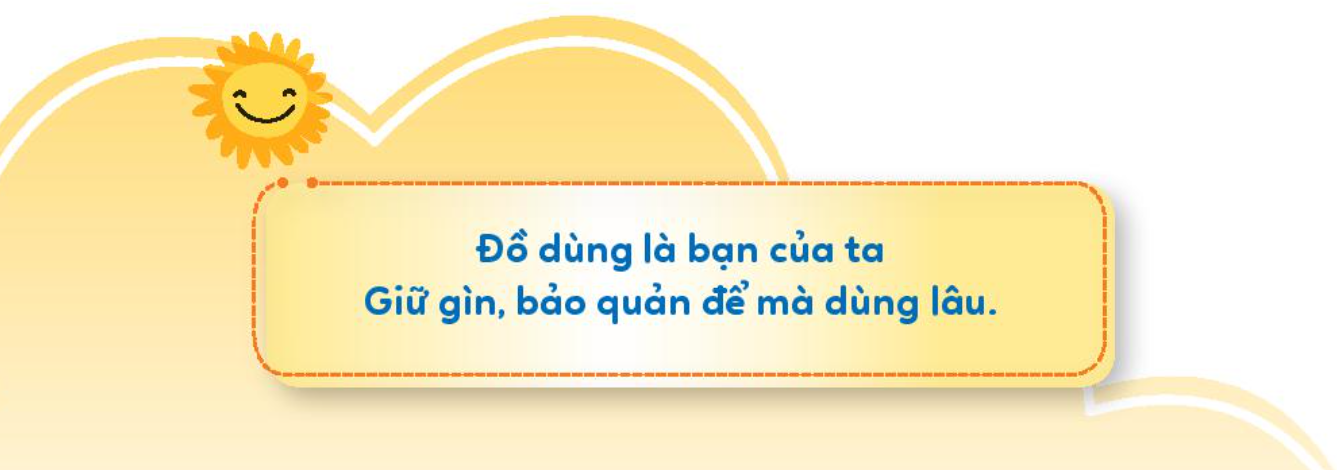 Đồ dùng là bạn của ta
Giữ gìn, bảo quản để mà dùng lâu.